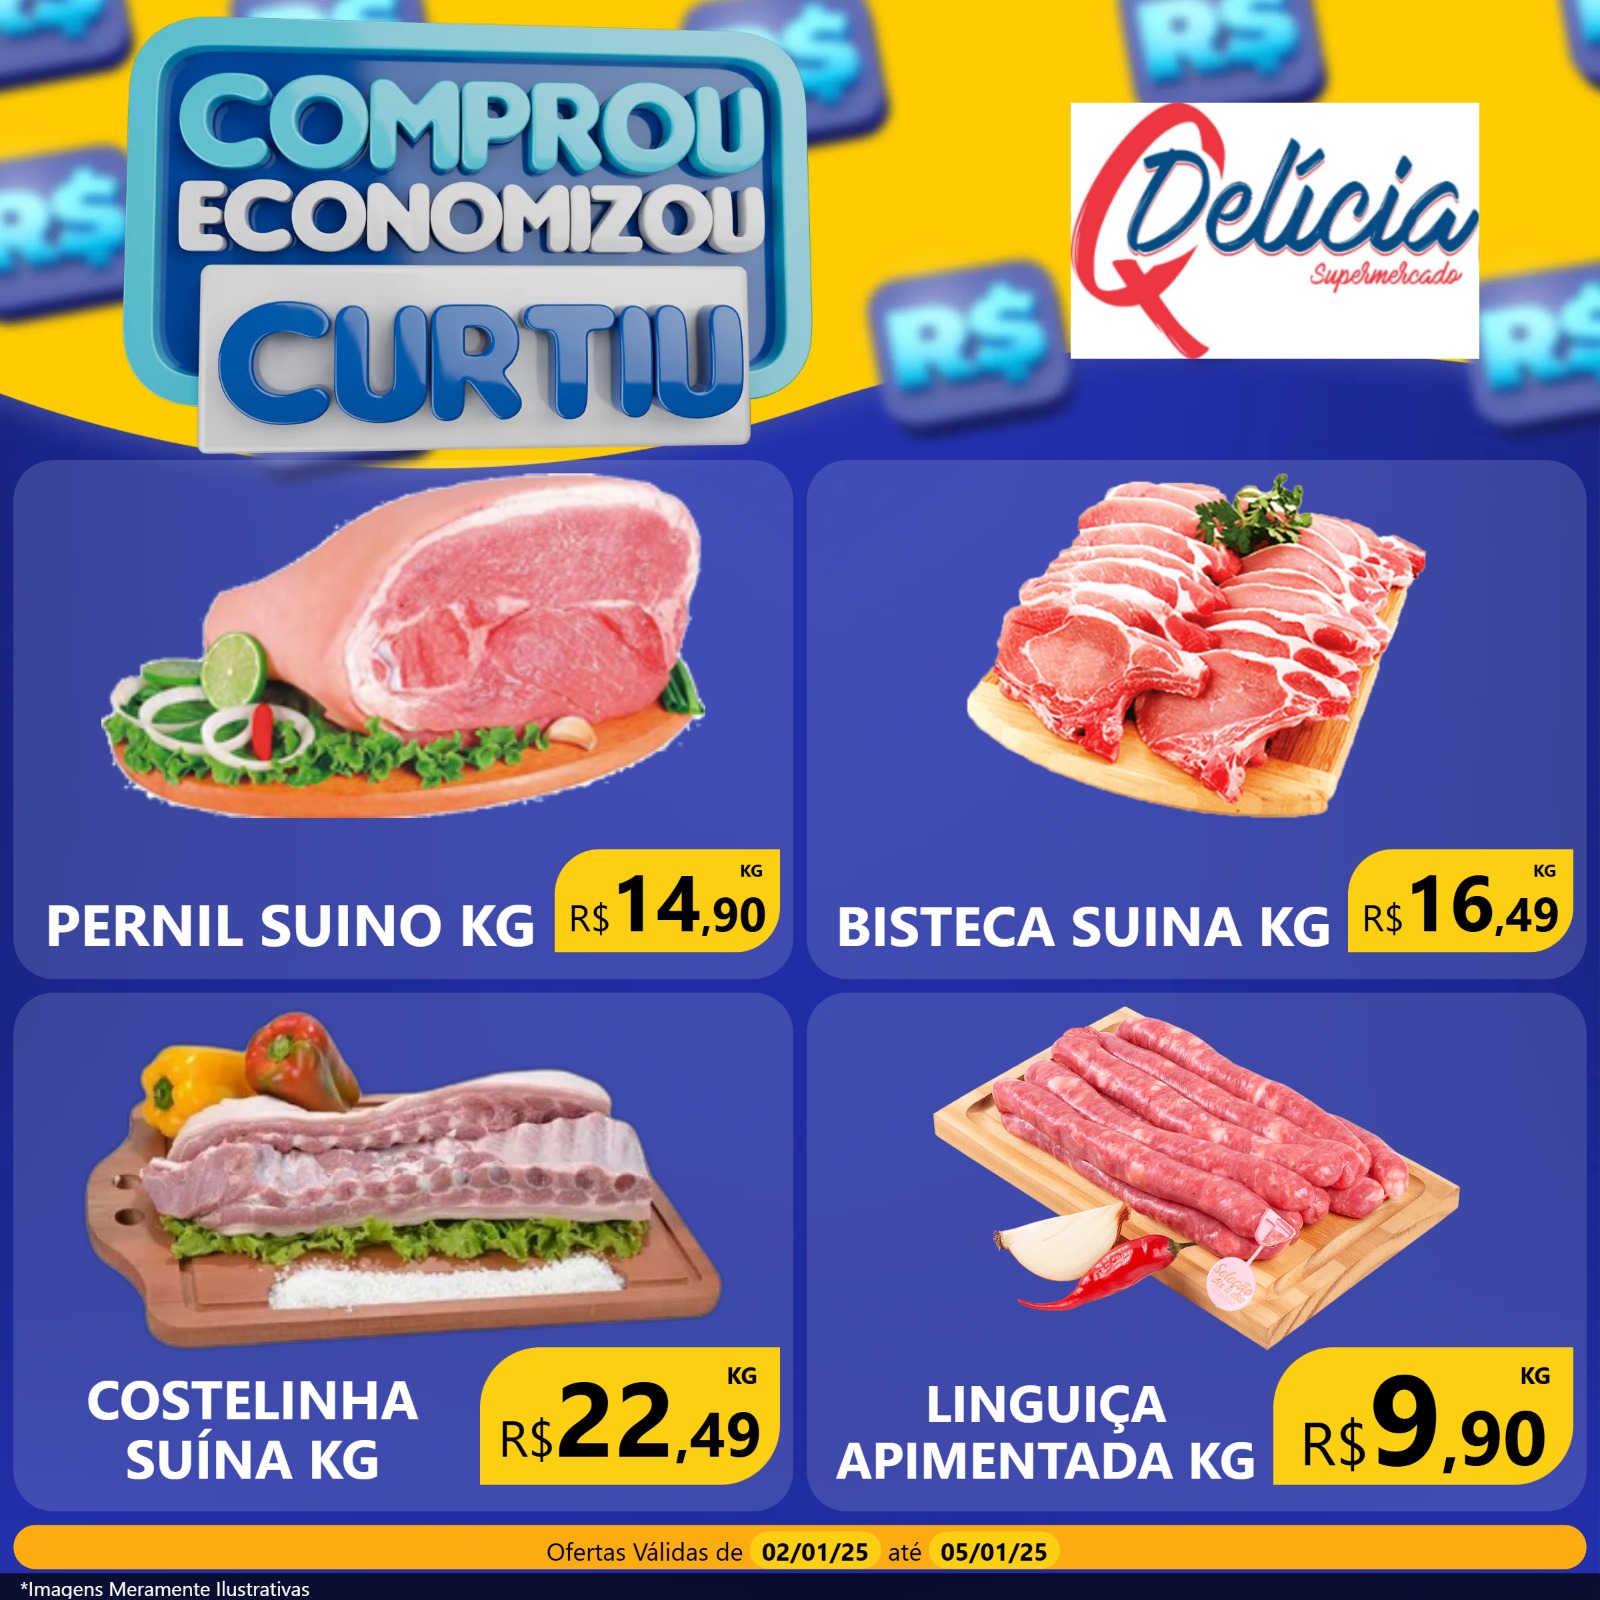 COMPROU
ECONOMIZOU
CURTIU
Q Delícia
Supermercado
PERNIL SUINO KG
KG
R$ 14,90
BISTECA SUINA KG
KG
R$ 16,49
COSTELINHA
SUÍNA KG
KG
R$ 22,49
LINGUIÇA
APIMENTADA KG
KG
R$ 9,90
Ofertas Válidas de 02/01/25 até 05/01/25
*Imagens Meramente Ilustrativas
R$
R$
R$
R$
R$
R$